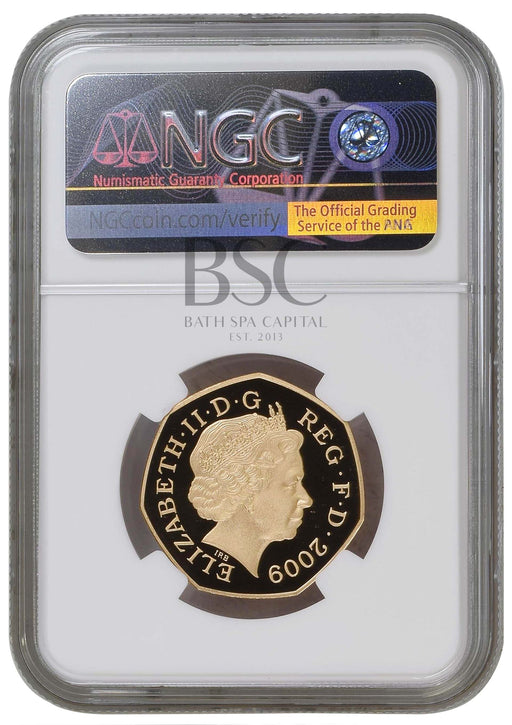 NGC
Numismatic Guaranty Corporation
NGCcoin.com/verify
The Official Grading
Service of the PNG
BSC
BATH SPA CAPITAL
EST. 2013
ELIZABETH·II·D·G REG·F·D·2009
IRB